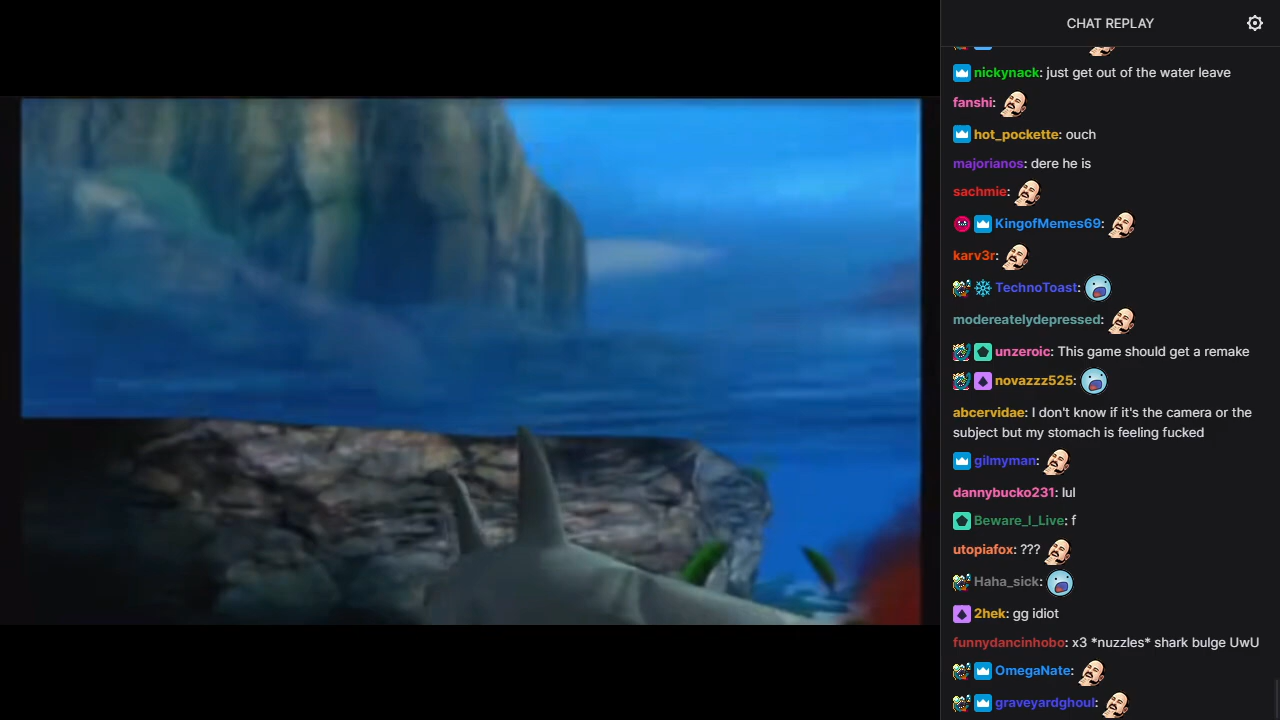 CHAT REPLAY
nickynack: just get out of the water leave
fanshi:
hot_pockette: ouch
majorianos: dere he is
sachmie:
KingofMemes69:
karv3r:
TechnoToast:
modereatelydepressed:
unzeroic: This game should get a remake
novazzz525:
abcervidae: I don't know if it's the camera or the
subject but my stomach is feeling fucked
gilmyman:
dannybucko231: lul
Beware_I_Live: f
utopiafox: ???
Haha_sick:
2hek: gg idiot
funnydancinhobo: x3 *nuzzles* shark bulge UwU
OmegaNate:
graveyardghoul: